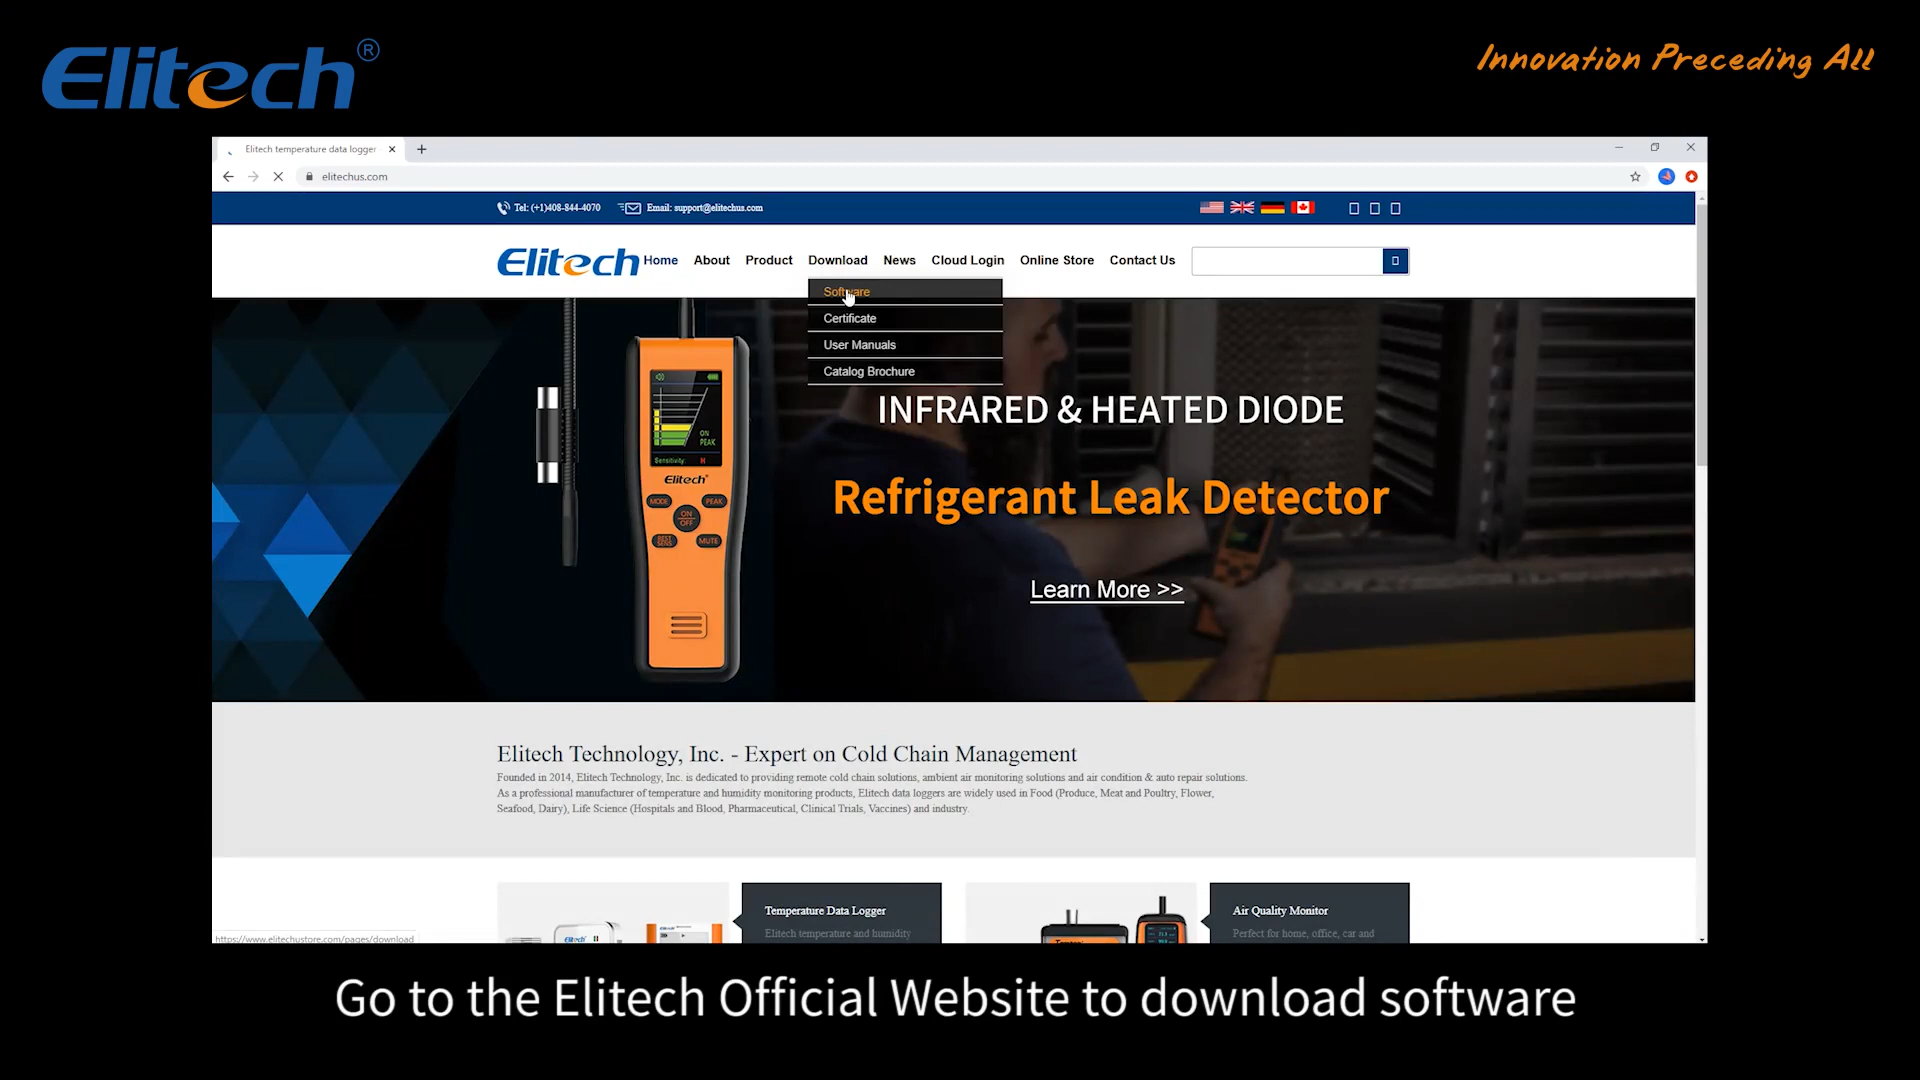 Elitech®
Innovation Preceding All
Elitech temperature data logger
elitechus.com
Tel: (+1)408-844-4070
Email: support@elitechus.com
Elitech
Home
About
Product
Download
News
Cloud Login
Online Store
Contact Us
Software
Certificate
User Manuals
Catalog Brochure
INFRARED & HEATED DIODE
Refrigerant Leak Detector
Learn More >>
ON
PEAK
Sensitivity: H
Elitech
MODE
PEAK
ON
OFF
MUTE
Elitech Technology, Inc. - Expert on Cold Chain Management
Founded in 2014, Elitech Technology, Inc. is dedicated to providing remote cold chain solutions, ambient air monitoring solutions and air condition & auto repair solutions.
As a professional manufacturer of temperature and humidity monitoring products, Elitech data loggers are widely used in Food (Produce, Meat and Poultry, Flower,
Seafood, Dairy), Life Science (Hospitals and Blood, Pharmaceutical, Clinical Trials, Vaccines) and industry.
Temperature Data Logger
Elitech temperature and humidity
Elitech
Air Quality Monitor
Perfect for home, office, car and
https://www.elitechustore.com/pages/download
Go to the Elitech Official Website to download software